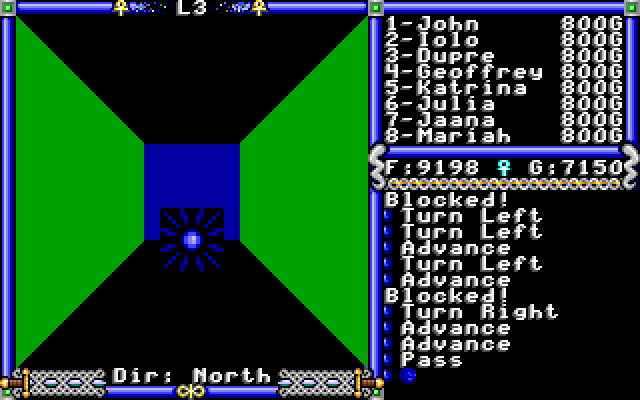 L3
1-John 800G
2-Iolo 800G
3-Dupre 800G
4-Geoffrey 800G
5-Katrina 800G
6-Julia 800G
7-Jaana 800G
8-Mariah 800G
F:9198 ♀ G:7150
Blocked!
Turn Left
Turn Left
Advance
Turn Left
Advance
Blocked!
Turn Right
Advance
Advance
Pass
Dir: North